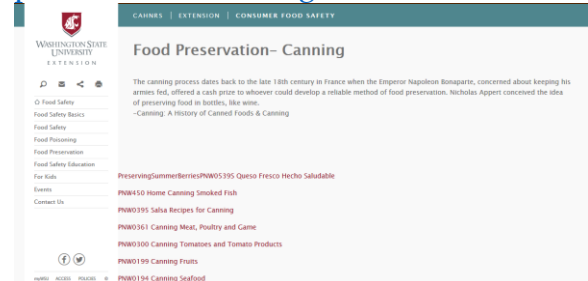 CAHNRS | EXTENSION | CONSUMER FOOD SAFETY
WASHINGTON STATE
UNIVERSITY
EXTENSION
Food Safety
Food Safety Basics
Food Safety
Food Poisoning
Food Preservation
Food Safety Education
For Kids
Events
Contact Us
myWSU ACCESS POLICIES ©
Food Preservation– Canning
The canning process dates back to the late 18th century in France when the Emperor Napoleon Bonaparte, concerned about keeping his
armies fed, offered a cash prize to whoever could develop a reliable method of food preservation. Nicholas Appert conceived the idea
of preserving food in bottles, like wine.
–Canning: A History of Canned Foods & Canning
PreservingSummerBerriesPNW05395 Queso Fresco Hecho Saludable
PNW450 Home Canning Smoked Fish
PNW0395 Salsa Recipes for Canning
PNW0361 Canning Meat, Poultry and Game
PNW0300 Canning Tomatoes and Tomato Products
PNW0199 Canning Fruits
PNW0194 Canning Seafood